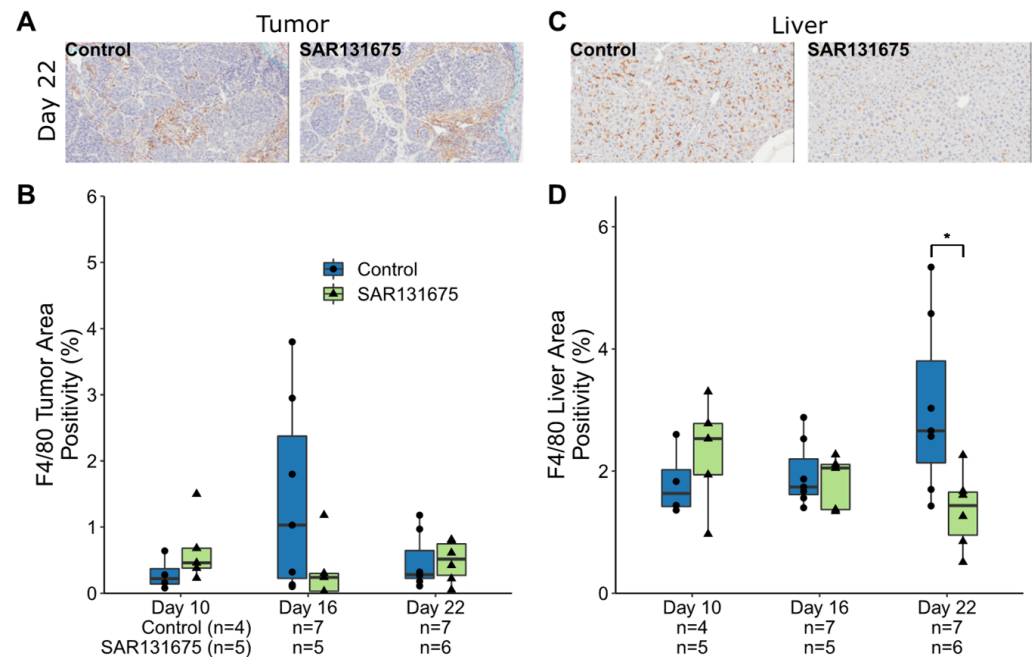 A
Tumor
Control
SAR131675
Day 22
C
Liver
Control
SAR131675
B
F4/80 Tumor Area
Positivity (%)
6
5
4
3
2
1
0
Control
SAR131675
Day 10
Day 16
Day 22
Control (n=4)
n=7
n=7
SAR131675 (n=5)
n=5
n=6
D
F4/80 Liver Area
Positivity (%)
6
4
2
0
*
Day 10
Day 16
Day 22
n=4
n=7
n=7
n=5
n=5
n=6